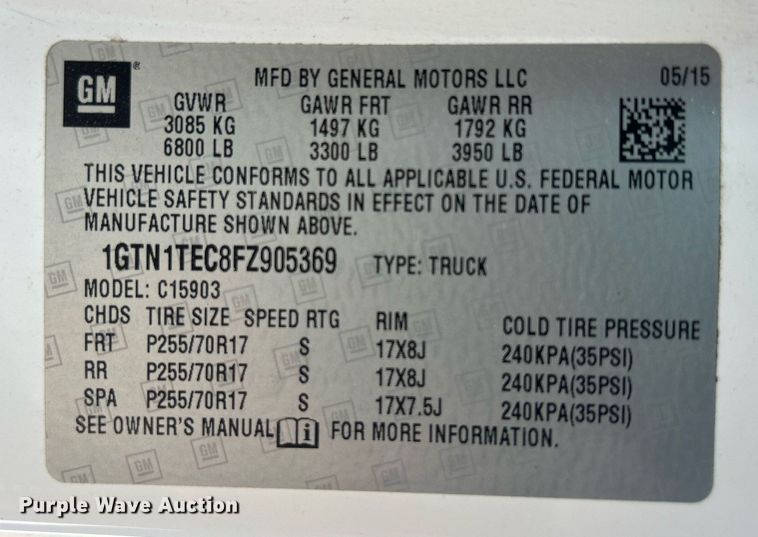 GM ® MFD BY GENERAL MOTORS LLC 05/15
GVWR GAWR FRT GAWR RR
3085 KG 1497 KG 1792 KG
6800 LB 3300 LB 3950 LB
THIS VEHICLE CONFORMS TO ALL APPLICABLE U.S. FEDERAL MOTOR
VEHICLE SAFETY STANDARDS IN EFFECT ON THE DATE OF
MANUFACTURE SHOWN ABOVE.
1GTN1TEC8FZ905369 TYPE: TRUCK
MODEL: C15903
CHDS TIRE SIZE SPEED RTG RIM COLD TIRE PRESSURE
FRT P255/70R17 S 17X8J 240KPA(35PSI)
RR P255/70R17 S 17X8J 240KPA(35PSI)
SPA P255/70R17 S 17X7.5J 240KPA(35PSI)
SEE OWNER'S MANUAL i FOR MORE INFORMATION.
Purple Wave Auction